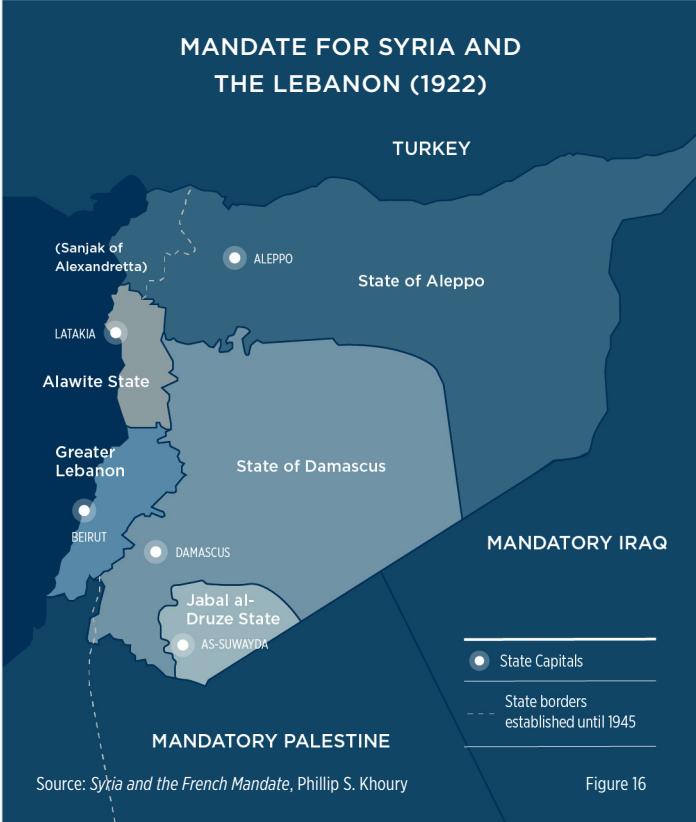 MANDATE FOR SYRIA AND
THE LEBANON (1922)
TURKEY
(Sanjak of
Alexandretta)
ALEPPO
State of Aleppo
LATAKIA
Alawite State
Greater
Lebanon
State of Damascus
BEIRUT
DAMASCUS
MANDATORY IRAQ
Jabal al-
Druze State
AS-SUWAYDA
State Capitals
State borders
established until 1945
MANDATORY PALESTINE
Source: Syria and the French Mandate, Phillip S. Khoury
Figure 16